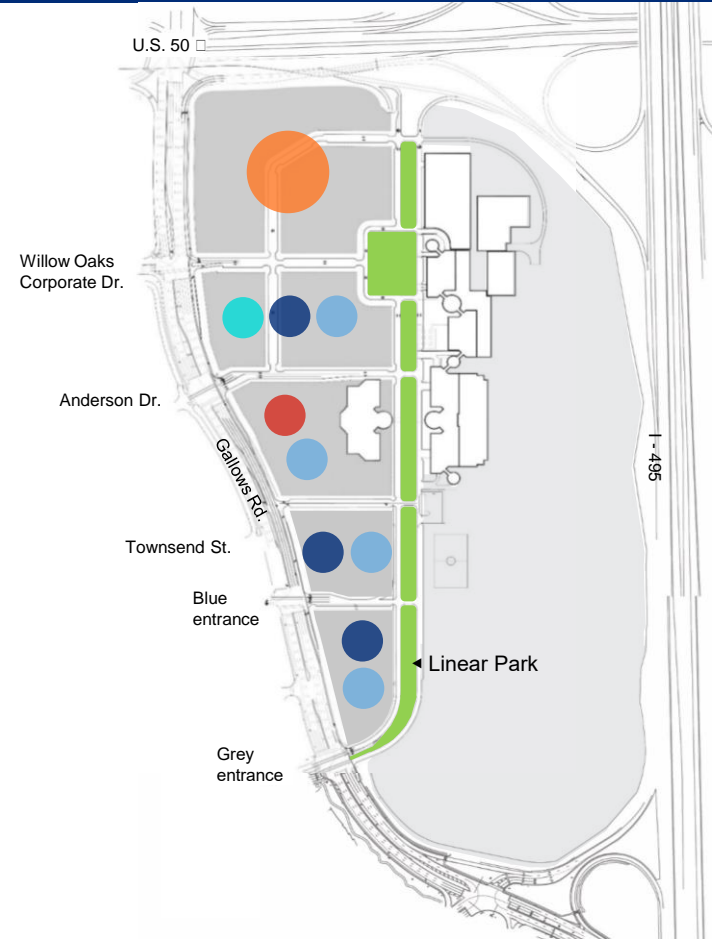 U.S. 50 □
Willow Oaks
Corporate Dr.
Anderson Dr.
Gallows Rd.
I - 495
Townsend St.
Blue
entrance
Linear Park
Grey
entrance